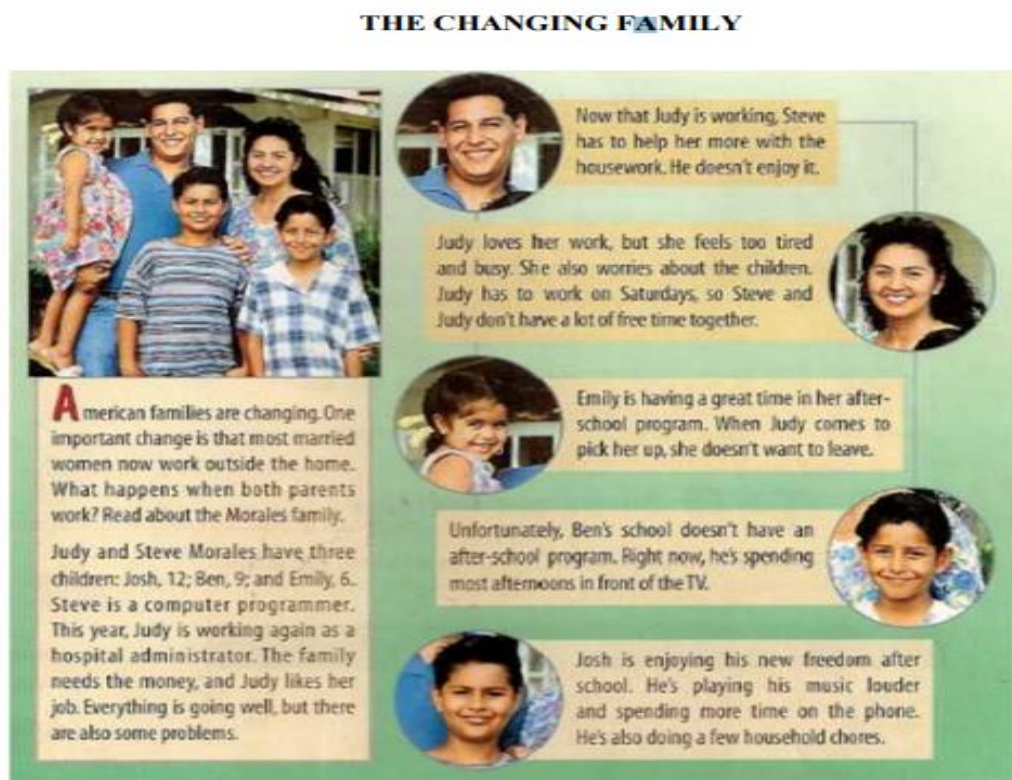 THE CHANGING FAMILY
American families are changing. One
important change is that most married
women now work outside the home.
What happens when both parents
work? Read about the Morales family.
Judy and Steve Morales have three
children: Josh, 12; Ben, 9; and Emily, 6.
Steve is a computer programmer.
This year, Judy is working again as a
hospital administrator. The family
needs the money, and Judy likes her
job. Everything is going well, but there
are also some problems.
Now that Judy is working, Steve
has to help her more with the
housework. He doesn't enjoy it.
Judy loves her work, but she feels too tired
and busy. She also worries about the children.
Judy has to work on Saturdays, so Steve and
Judy don't have a lot of free time together.
Emily is having a great time in her after-
school program. When Judy comes to
pick her up, she doesn't want to leave.
Unfortunately, Ben's school doesn't have an
after-school program. Right now, he's spending
most afternoons in front of the TV.
Josh is enjoying his new freedom after
school. He's playing his music louder
and spending more time on the phone.
He's also doing a few household chores.